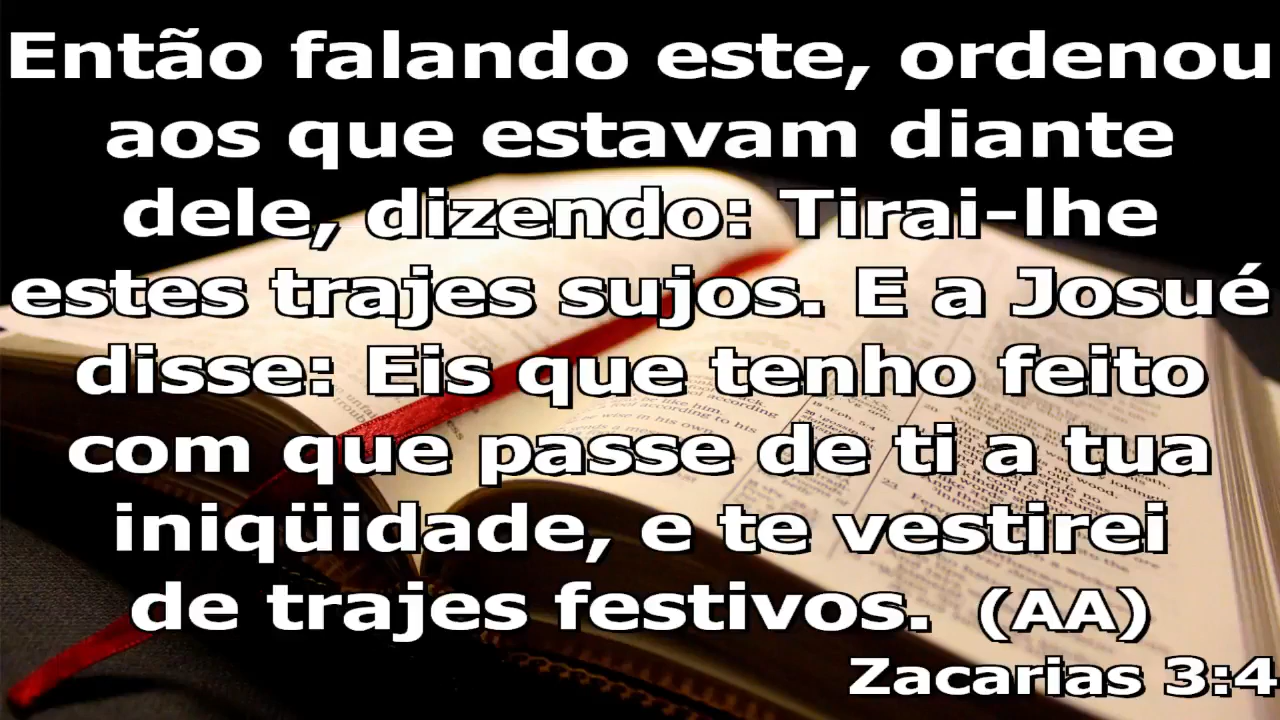 Então falando este, ordenou
aos que estavam diante
dele, dizendo: Tirai-lhe
estes trajes sujos. E a Josué
disse: Eis que tenho feito
com que passe de ti a tua
iniqüidade, e te vestirei
de trajes festivos. (AA)
Zacarias 3:4